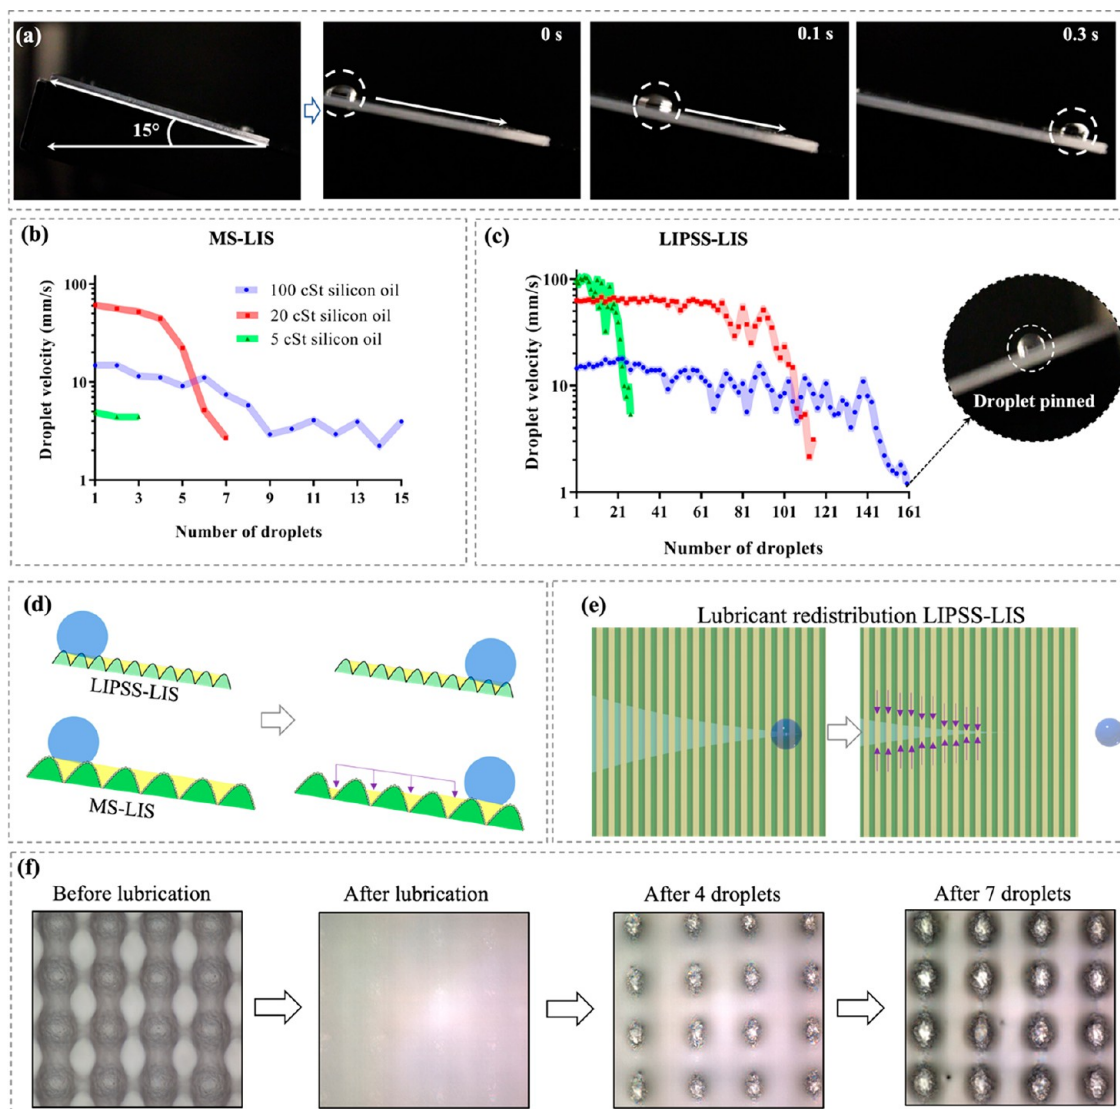 (a)
15°
0 s
0.1 s
0.3 s
(b)
MS-LIS
Droplet velocity (mm/s)
100
10
1
100 cSt silicon oil
20 cSt silicon oil
5 cSt silicon oil
1 3 5 7 9 11 13 15
Number of droplets
(c)
LIPSS-LIS
Droplet velocity (mm/s)
100
10
1
1 21 41 61 81 101 121 141 161
Number of droplets
Droplet pinned
(d)
LIPSS-LIS
MS-LIS
(e)
Lubricant redistribution LIPSS-LIS
(f)
Before lubrication
After lubrication
After 4 droplets
After 7 droplets